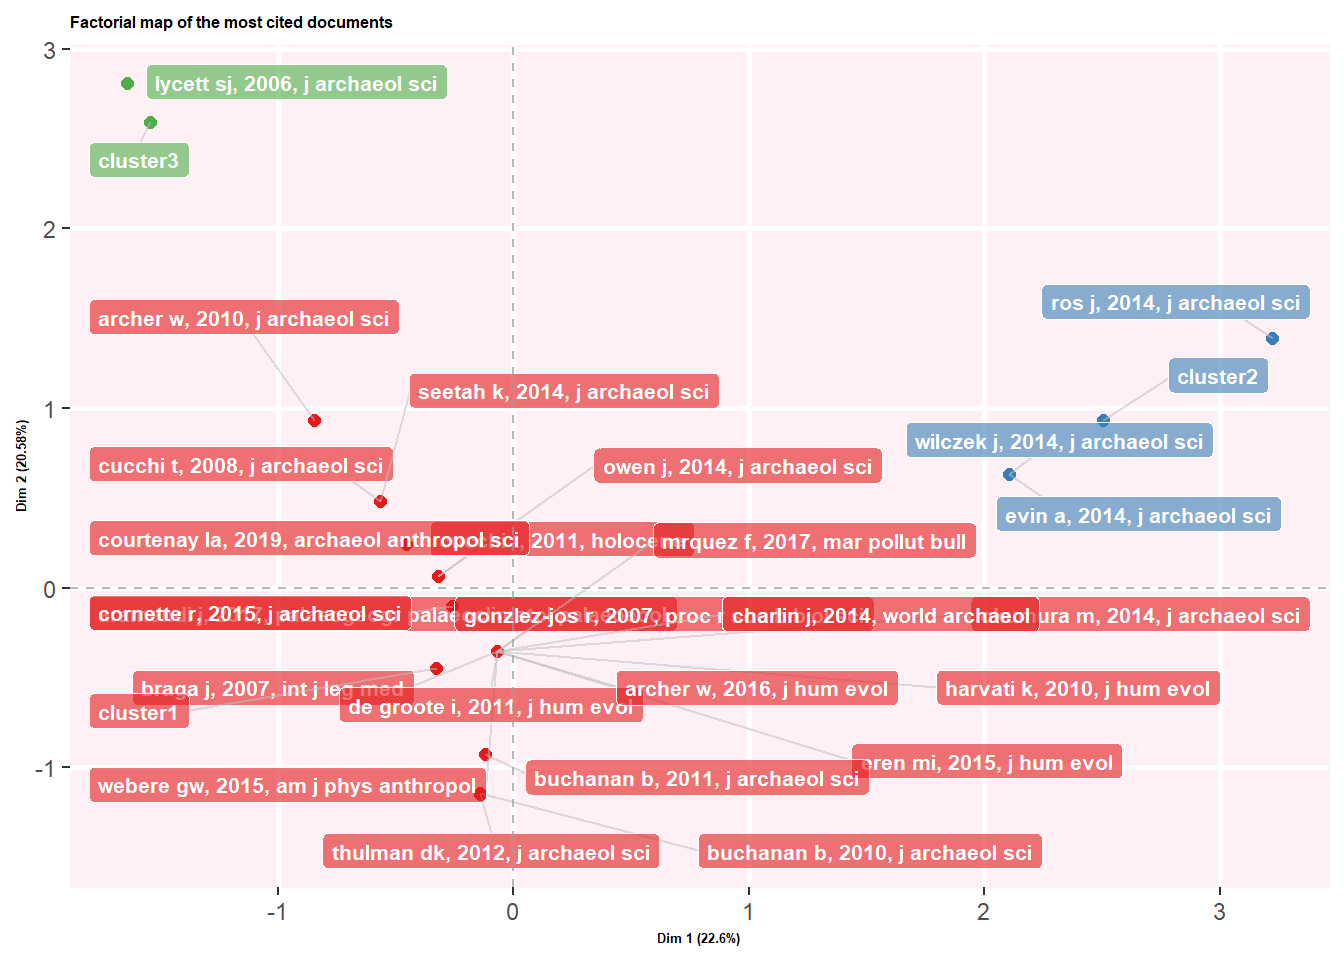 Factorial map of the most cited documents
3
lycett sj, 2006, j archaeol sci
cluster3
2
archer w, 2010, j archaeol sci
ros j, 2014, j archaeol sci
cluster2
seetah k, 2014, j archaeol sci
1
wilczek j, 2014, j archaeol sci
cucchi t, 2008, j archaeol sci
owen j, 2014, j archaeol sci
evin a, 2014, j archaeol sci
courtenay la, 2019, archaeol anthropol sci
2011, holocene
mrquez f, 2017, mar pollut bull
0
cornette r, 2015, j archaeol sci
gonzlez-jos r, 2007, proc r
charlin j, 2014, world archaeol
m, 2014, j archaeol sci
braga j, 2007, int j leg med
archer w, 2016, j hum evol
harvati k, 2010, j hum evol
cluster1
de groote i, 2011, j hum evol
-1
eren mi, 2015, j hum evol
webere gw, 2015, am j phys anthropol
buchanan b, 2011, j archaeol sci
thulman dk, 2012, j archaeol sci
buchanan b, 2010, j archaeol sci
-1
0
1
2
3
Dim 1 (22.6%)
Dim 2 (20.58%)